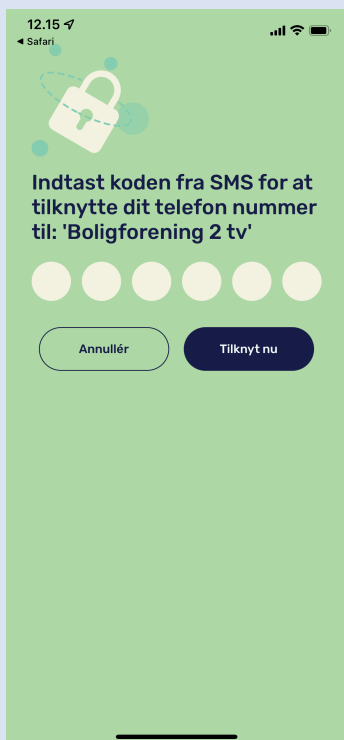 12.15
◀ Safari
Indtast koden fra SMS for at
tilknytte dit telefon nummer
til: 'Boligforening 2 tv'
Annullér
Tilknyt nu